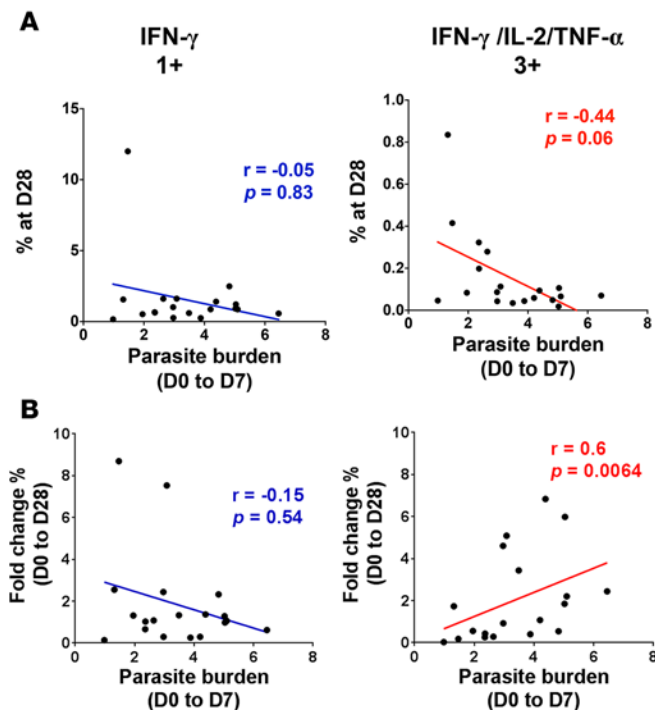 A
IFN-γ
1+
IFN-γ /IL-2/TNF-α
3+
% at D28
15
10
5
0
r = -0.05
p = 0.83
0 2 4 6 8
Parasite burden
(D0 to D7)
% at D28
1.0
0.8
0.6
0.4
0.2
0.0
r = -0.44
p = 0.06
0 2 4 6 8
Parasite burden
(D0 to D7)
B
Fold change %
(D0 to D28)
10
8
6
4
2
0
r = -0.15
p = 0.54
0 2 4 6 8
Parasite burden
(D0 to D7)
Fold change %
(D0 to D28)
10
8
6
4
2
0
r = 0.6
p = 0.0064
0 2 4 6 8
Parasite burden
(D0 to D7)